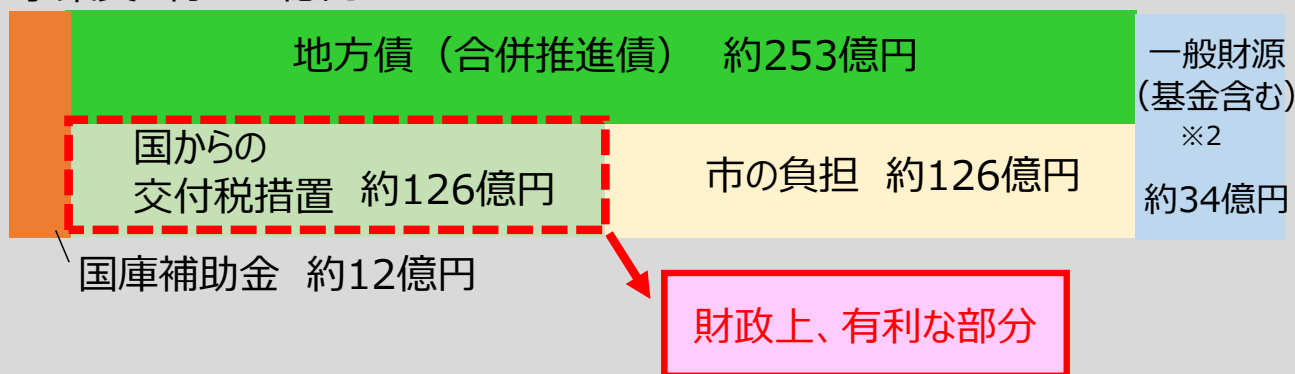 地方債（合併推進債） 約253億円
一般財源
（基金含む）
※2
約34億円
国からの
交付税措置 約126億円
市の負担 約126億円
国庫補助金 約12億円
財政上、有利な部分